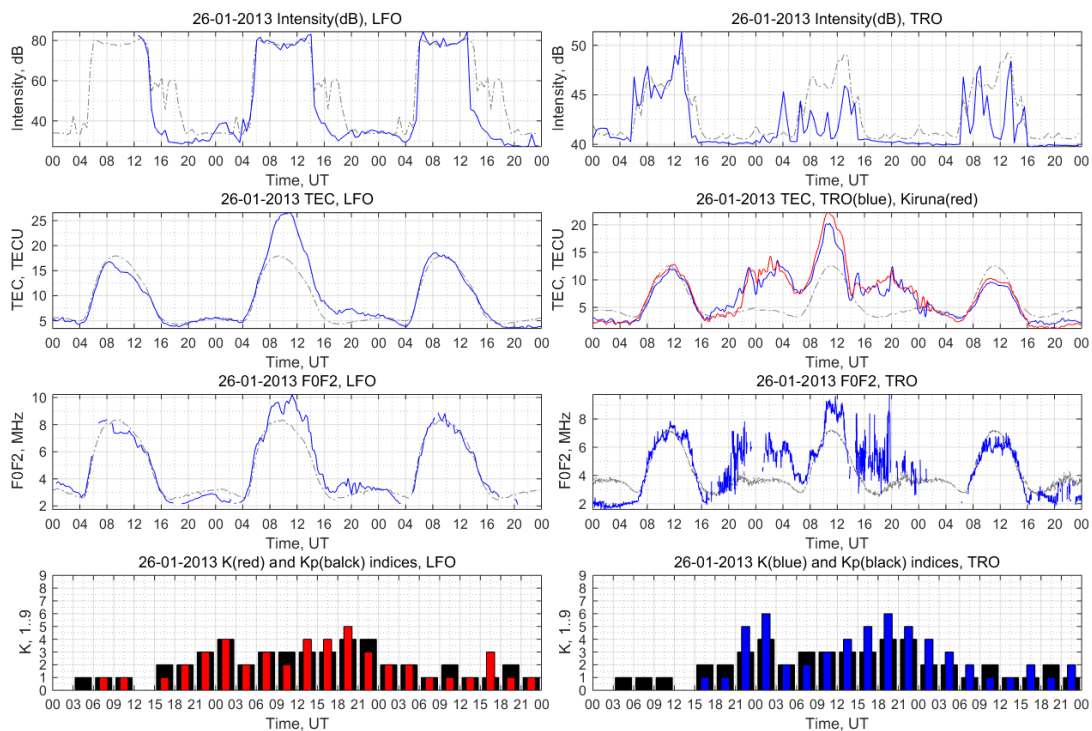 26-01-2013 Intensity(dB), LFO
Intensity, dB
80
60
40
00 04 08 12 16 20 00 04 08 12 16 20 00 04 08 12 16 20 00
Time, UT
26-01-2013 Intensity(dB), TRO
Intensity, dB
50
45
40
00 04 08 12 16 20 00 04 08 12 16 20 00 04 08 12 16 20 00
Time, UT
26-01-2013 TEC, LFO
TEC, TECU
25
20
15
10
5
00 04 08 12 16 20 00 04 08 12 16 20 00 04 08 12 16 20 00
Time, UT
26-01-2013 TEC, TRO(blue), Kiruna(red)
TEC, TECU
20
15
10
5
00 04 08 12 16 20 00 04 08 12 16 20 00 04 08 12 16 20 00
Time, UT
26-01-2013 F0F2, LFO
F0F2, MHz
10
8
6
4
2
00 04 08 12 16 20 00 04 08 12 16 20 00 04 08 12 16 20 00
Time, UT
26-01-2013 F0F2, TRO
F0F2, MHz
8
6
4
2
00 04 08 12 16 20 00 04 08 12 16 20 00 04 08 12 16 20 00
Time, UT
26-01-2013 K(red) and Kp(balck) indices, LFO
K, 1..9
9
8
7
6
5
4
3
2
1
0
00 03 06 09 12 15 18 21 00 03 06 09 12 15 18 21 00 03 06 09 12 15 18 21 00
Time, UT
26-01-2013 K(blue) and Kp(black) indices, TRO
K, 1..9
9
8
7
6
5
4
3
2
1
0
00 03 06 09 12 15 18 21 00 03 06 09 12 15 18 21 00 03 06 09 12 15 18 21 00
Time, UT